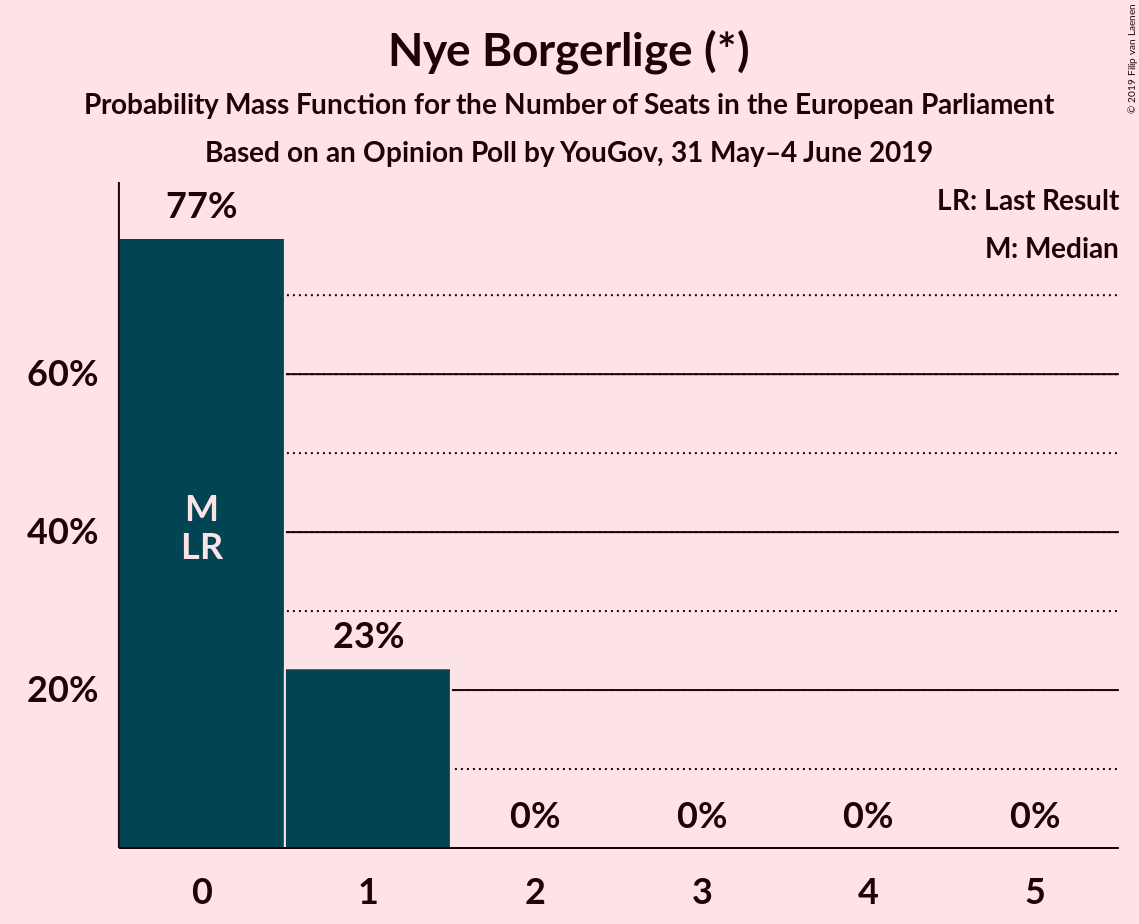 Nye Borgerlige (*)
Probability Mass Function for the Number of Seats in the European Parliament
Based on an Opinion Poll by YouGov, 31 May–4 June 2019
© 2019 Filip van Laenen
LR: Last Result
M: Median
77%
60%
M
40%
LR
23%
20%
0%
0%
0%
0%
0
1
2
3
4
5